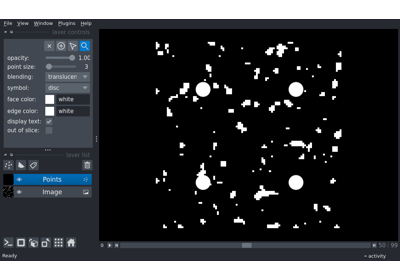 File View Window Plugins Help
layer controls
opacity: 1.00
point size: 3
blending: translucen
symbol: disc
face color: white
edge color: white
display text:
out of slice:
layer list
Points
Image
0 50 99
Ready activity